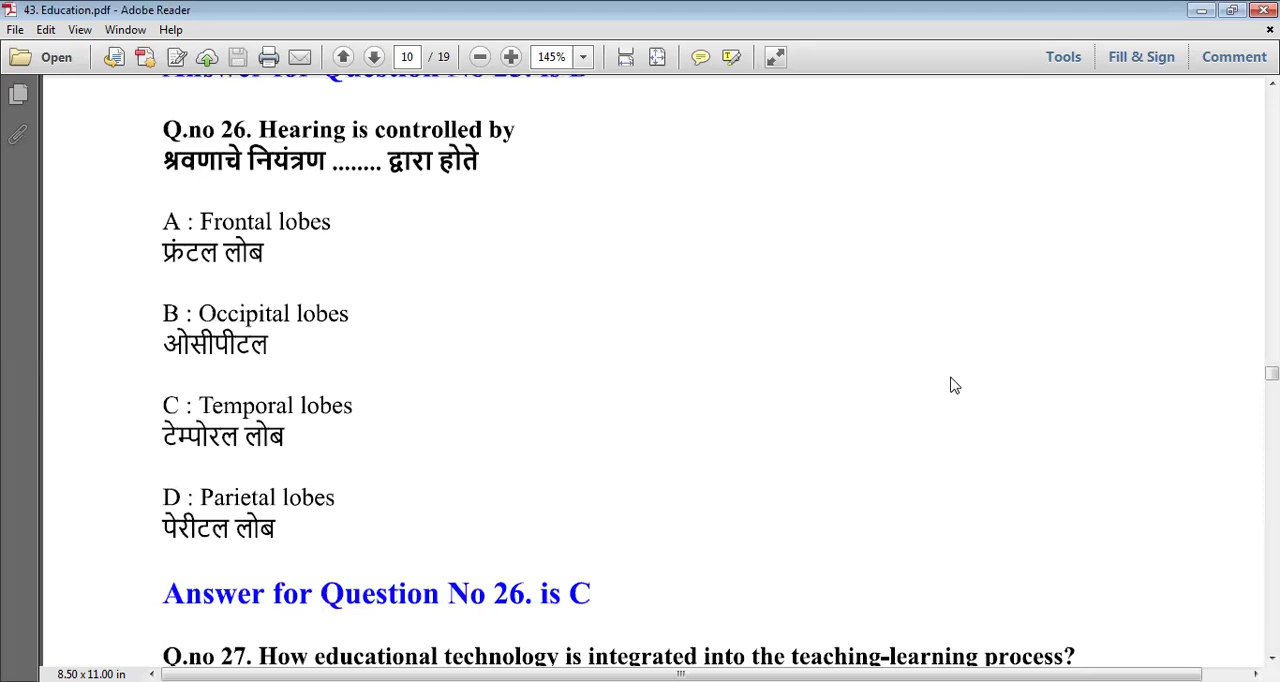 43. Education.pdf - Adobe Reader
File Edit View Window Help
Open 10 / 19 145% Tools Fill & Sign Comment
Q.no 26. Hearing is controlled by
श्रवणाचे नियंत्रण ........ द्वारा होते
A : Frontal lobes
फ्रंटल लोब
B : Occipital lobes
ओसीपीटल
C : Temporal lobes
टेम्पोरल लोब
D : Parietal lobes
पेरीटल लोब
Answer for Question No 26. is C
Q.no 27. How educational technology is integrated into the teaching-learning process?
8.50 x 11.00 in